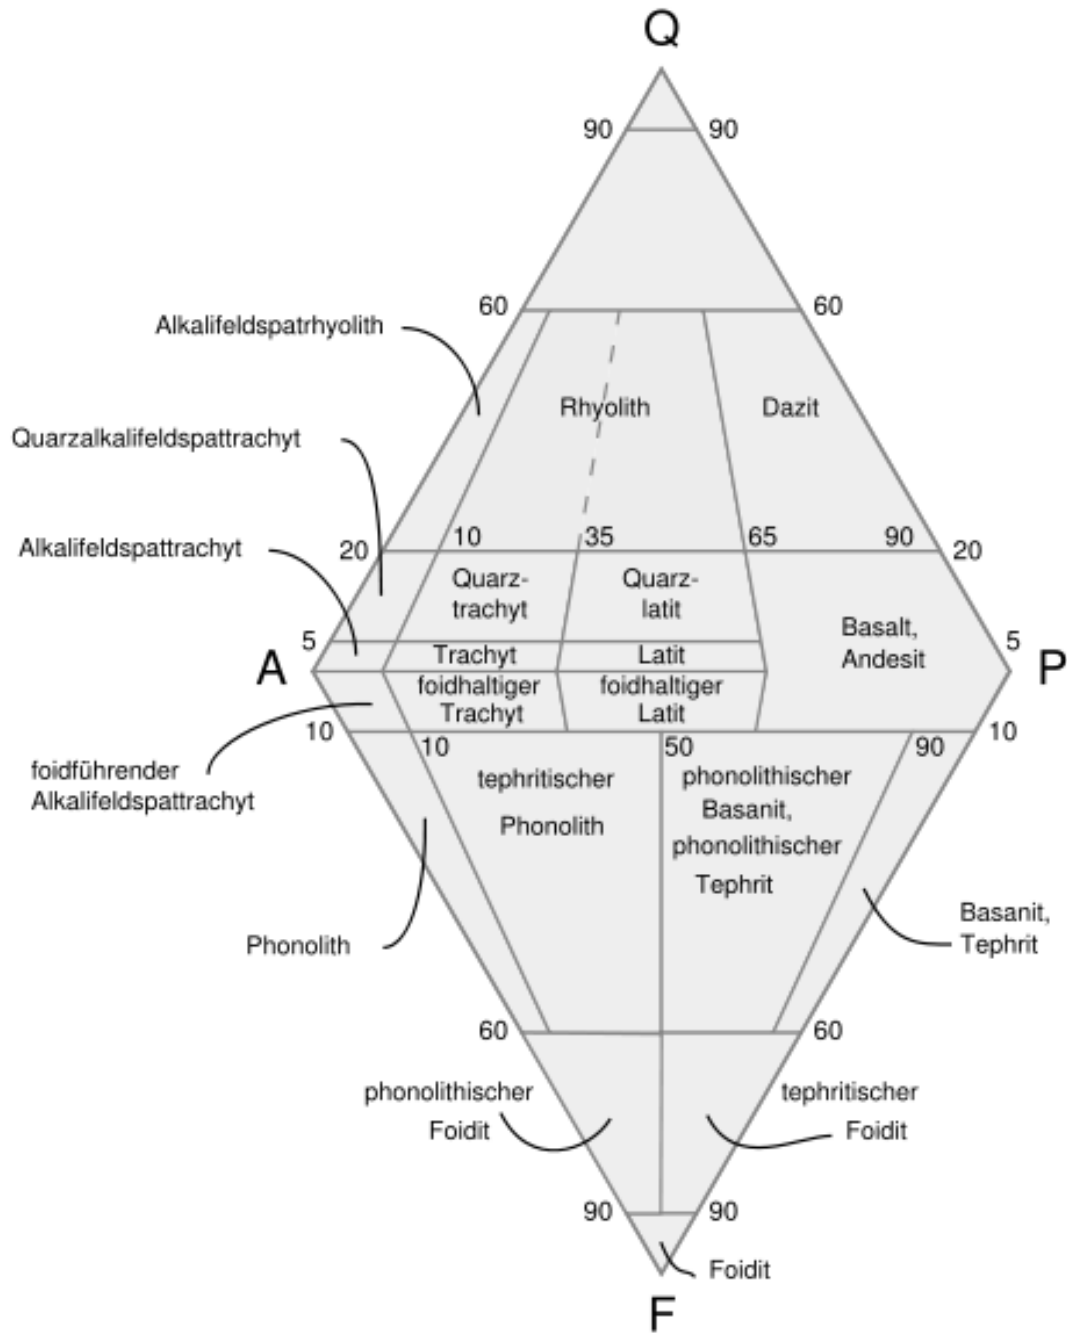 Q
90
90
60
60
Alkalifeldspatrhyolith
Rhyolith
Dazit
Quarzalkalifeldspattrachyt
Alkalifeldspattrachyt
20
10
35
65
90
20
Quarz-
trachyt
Quarz-
latit
Basalt,
Andesit
5
5
A
P
Trachyt
Latit
foidhaltiger
Trachyt
foidhaltiger
Latit
10
10
50
90
10
foidführender
Alkalifeldspattrachyt
tephritischer
Phonolith
phonolithischer
Basanit,
phonolithischer
Tephrit
Phonolith
Basanit,
Tephrit
60
60
phonolithischer
Foidit
tephritischer
Foidit
90
90
Foidit
F